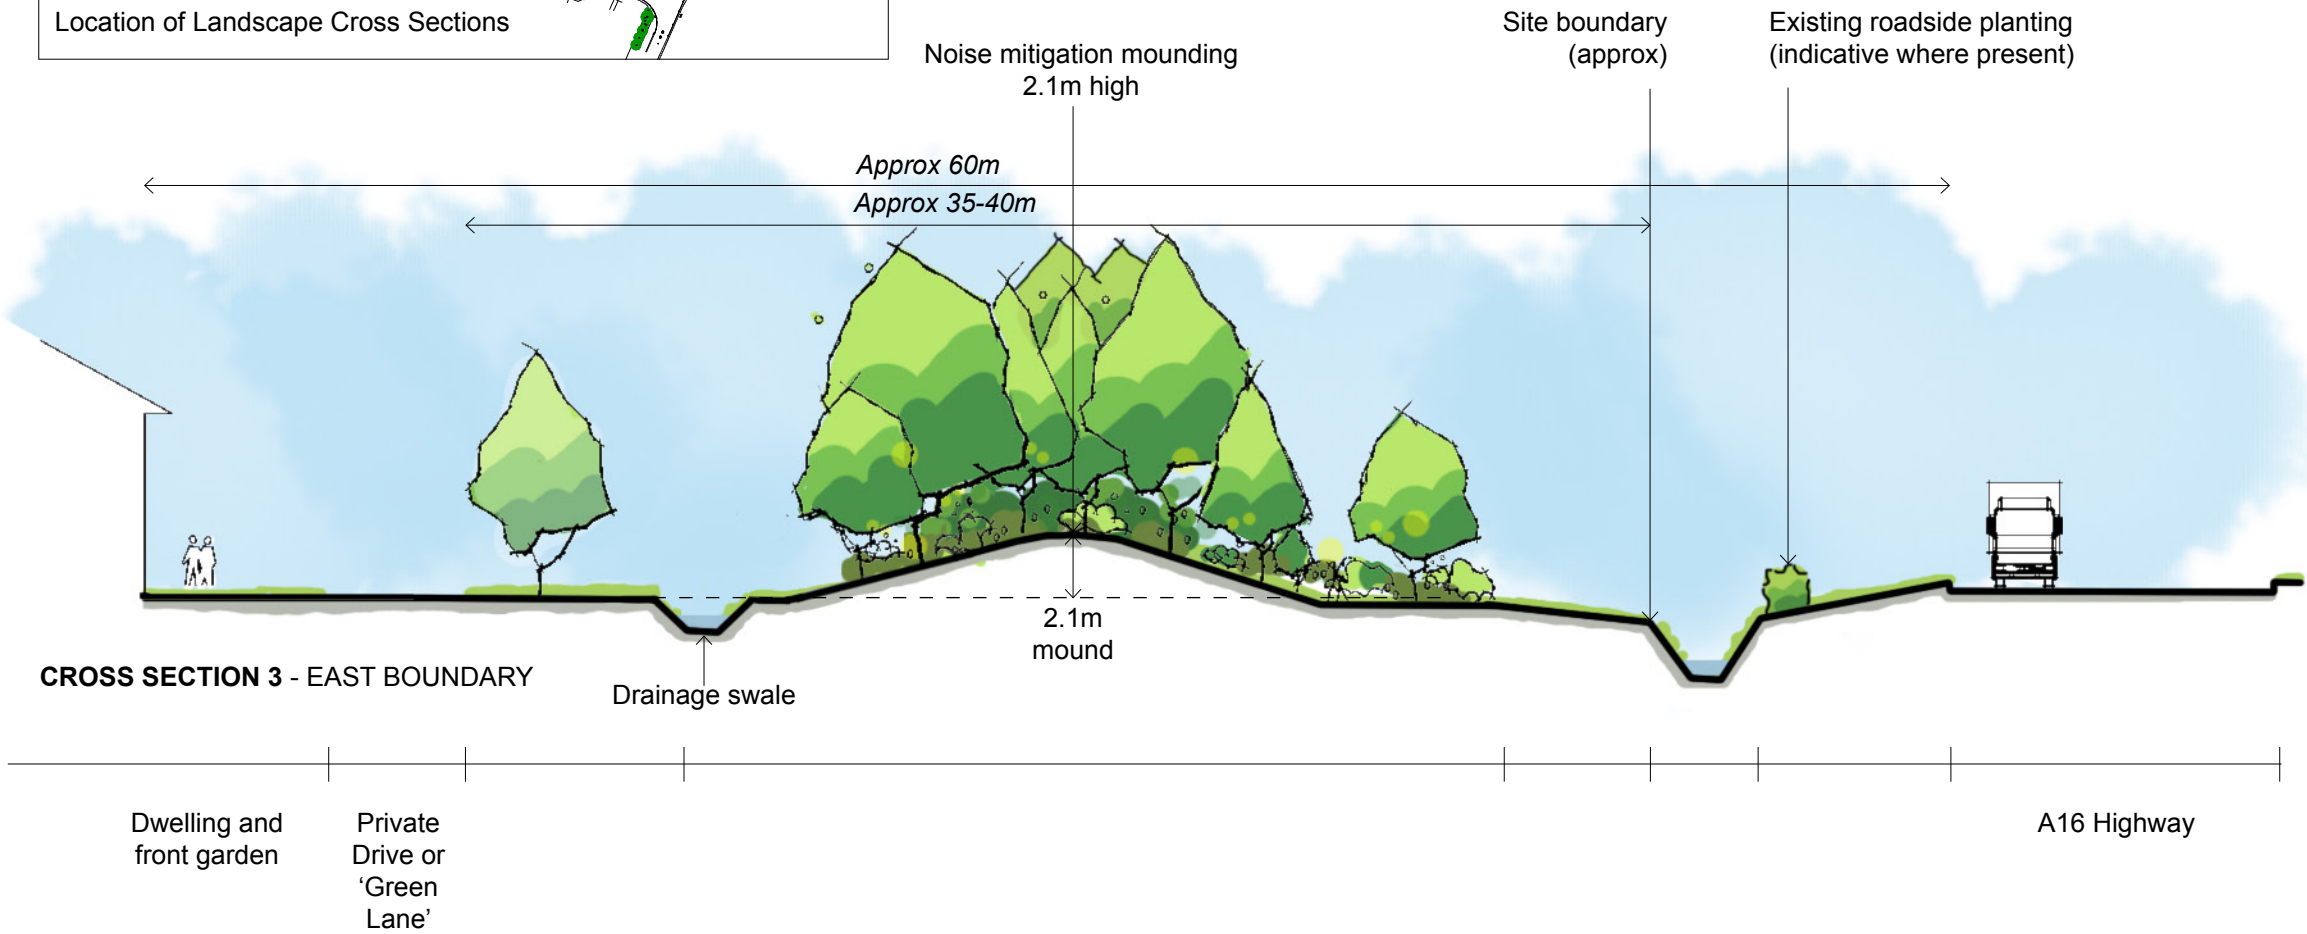 Location of Landscape Cross Sections
Noise mitigation mounding
2.1m high
Site boundary
(approx)
Existing roadside planting
(indicative where present)
Approx 60m
Approx 35-40m
2.1m
mound
CROSS SECTION 3 - EAST BOUNDARY
Drainage swale
Dwelling and
front garden
Private
Drive or
‘Green
Lane’
A16 Highway